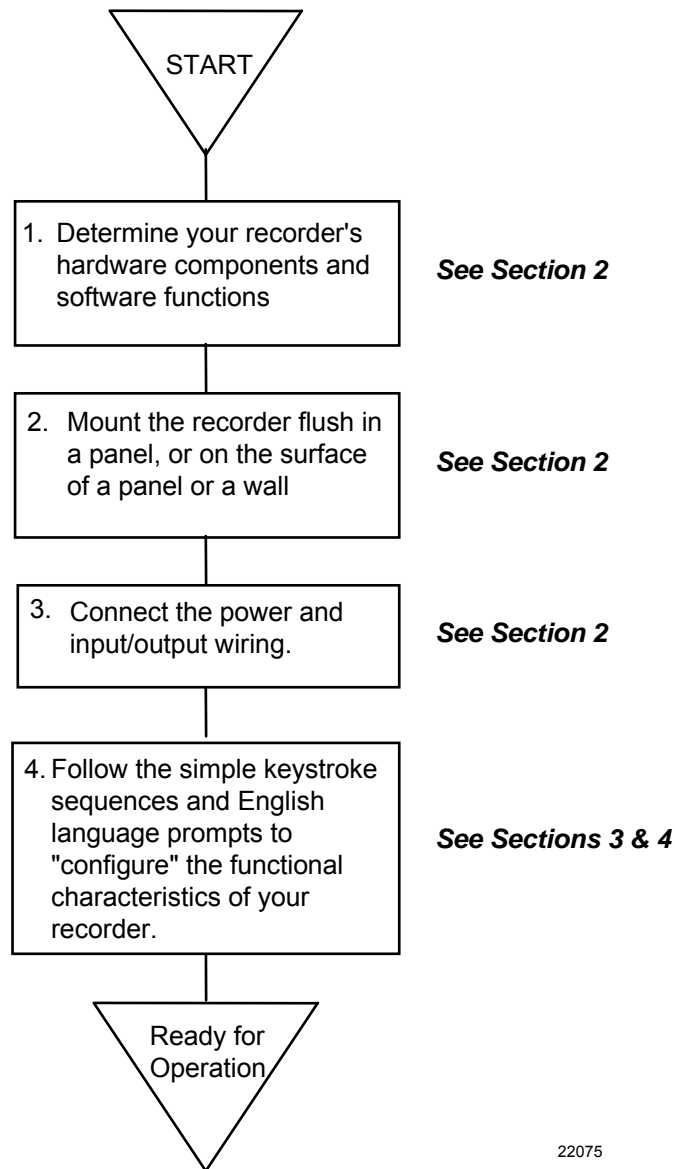 START
1. Determine your recorder's
hardware components and
software functions
See Section 2
2. Mount the recorder flush in
a panel, or on the surface
of a panel or a wall
See Section 2
3. Connect the power and
input/output wiring.
See Section 2
4. Follow the simple keystroke
sequences and English
language prompts to
"configure" the functional
characteristics of your
recorder.
See Sections 3 & 4
Ready for
Operation
22075